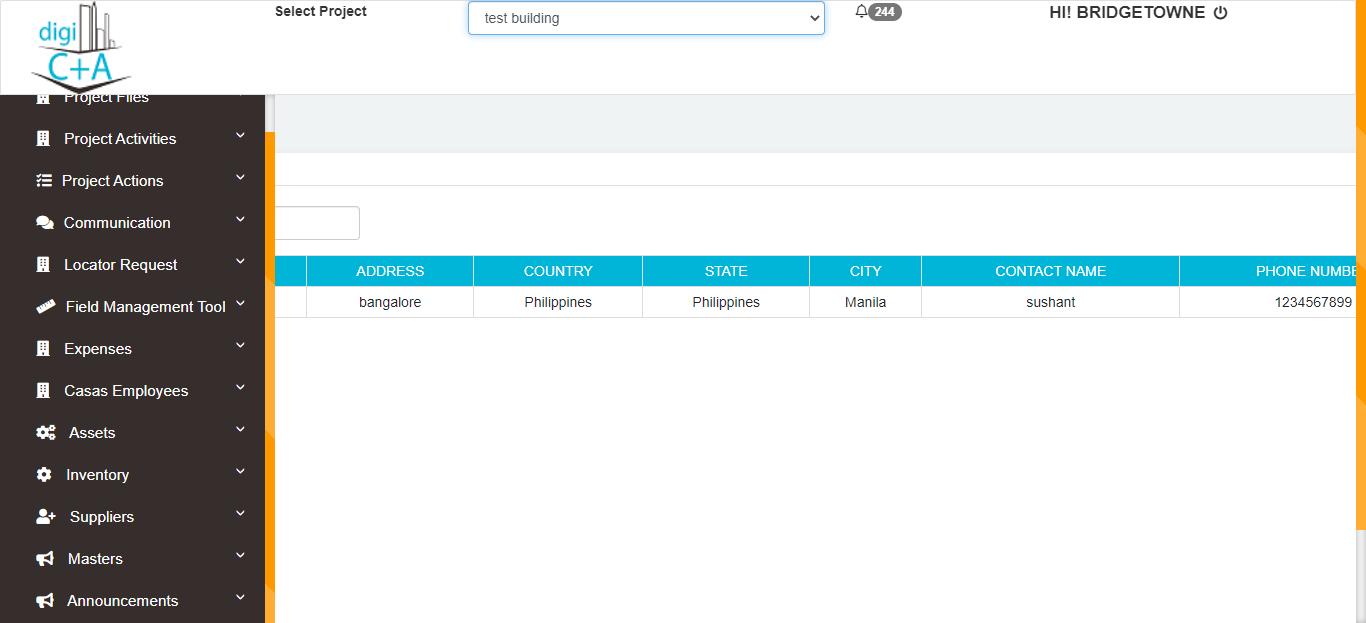 digi
C+A
Select Project
test building
244
HI! BRIDGETOWNE
Project Files
Project Activities
Project Actions
Communication
Locator Request
Field Management Tool
Expenses
Casas Employees
Assets
Inventory
Suppliers
Masters
Announcements
ADDRESS COUNTRY STATE CITY CONTACT NAME PHONE NUMBE
bangalore Philippines Philippines Manila sushant 1234567899